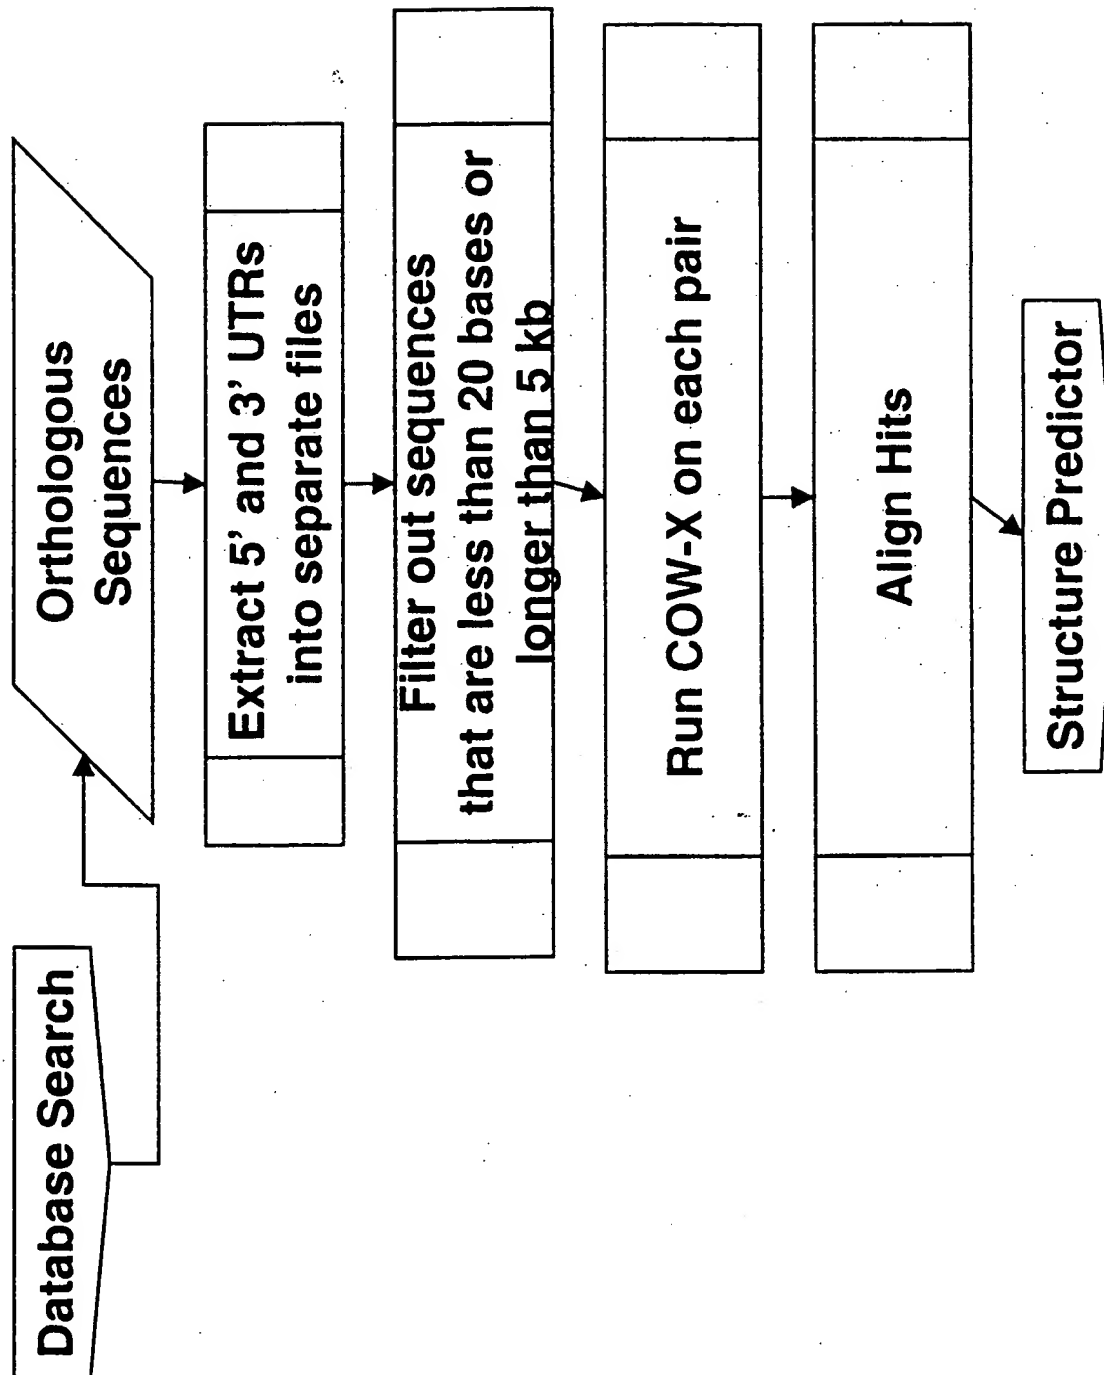 Database Search
Orthologous
Sequences
Extract 5' and 3' UTRs
into separate files
Filter out sequences
that are less than 20 bases or
longer than 5 kb
Run COW-X on each pair
Align Hits
Structure Predictor